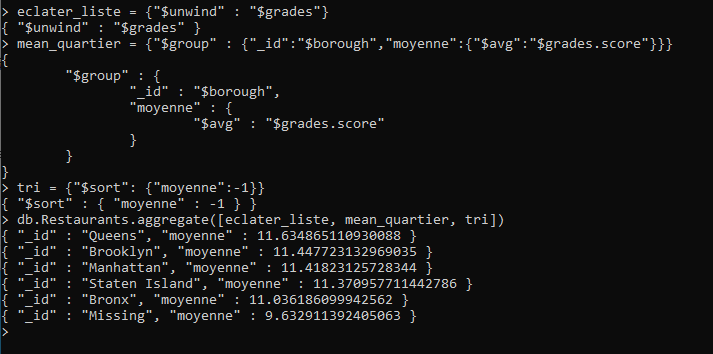 > eclater_liste = {"$unwind" : "$grades"}
{ "$unwind" : "$grades" }
> mean_quartier = {"$group" : {"_id":"$borough","moyenne":{"$avg":"$grades.score"}}}
{
        "$group" : {
                "_id" : "$borough",
                "moyenne" : {
                        "$avg" : "$grades.score"
                }
        }
}
> tri = {"$sort": {"moyenne":-1}}
{ "$sort" : { "moyenne" : -1 } }
> db.Restaurants.aggregate([eclater_liste, mean_quartier, tri])
{ "_id" : "Queens", "moyenne" : 11.634865110930088 }
{ "_id" : "Brooklyn", "moyenne" : 11.447723132969035 }
{ "_id" : "Manhattan", "moyenne" : 11.41823125728344 }
{ "_id" : "Staten Island", "moyenne" : 11.370957711442786 }
{ "_id" : "Bronx", "moyenne" : 11.036186099942562 }
{ "_id" : "Missing", "moyenne" : 9.632911392405063 }
>